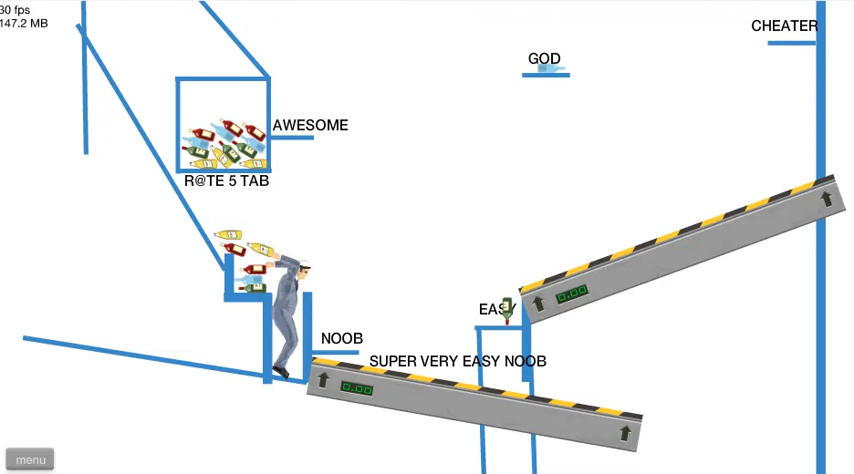 30 fps
147.2 MB
CHEATER
GOD
AWESOME
R@TE 5 TAB
0.00
EASY
NOOB
SUPER VERY EASY NOOB
0.00
menu